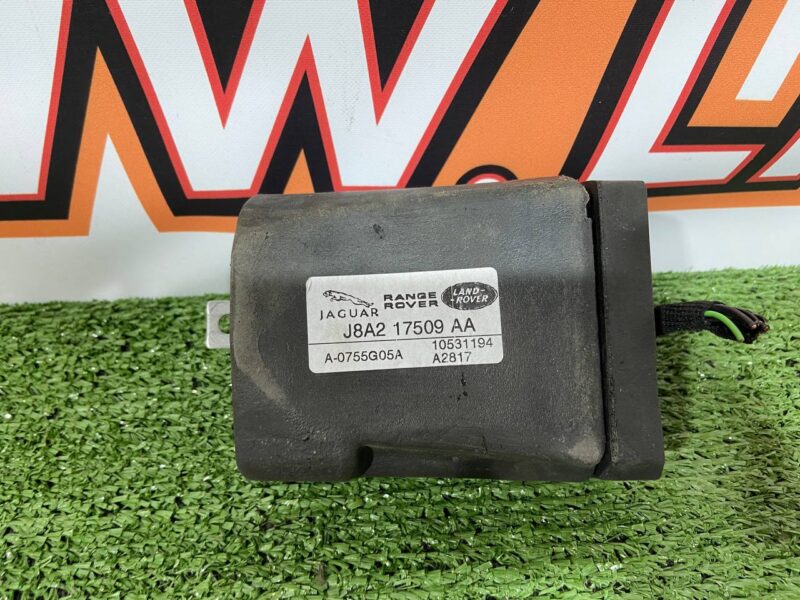 W.L
JAGUAR
RANGE ROVER
LAND-ROVER
J8A2 17509 AA
10531194
A-0755G05A A2817